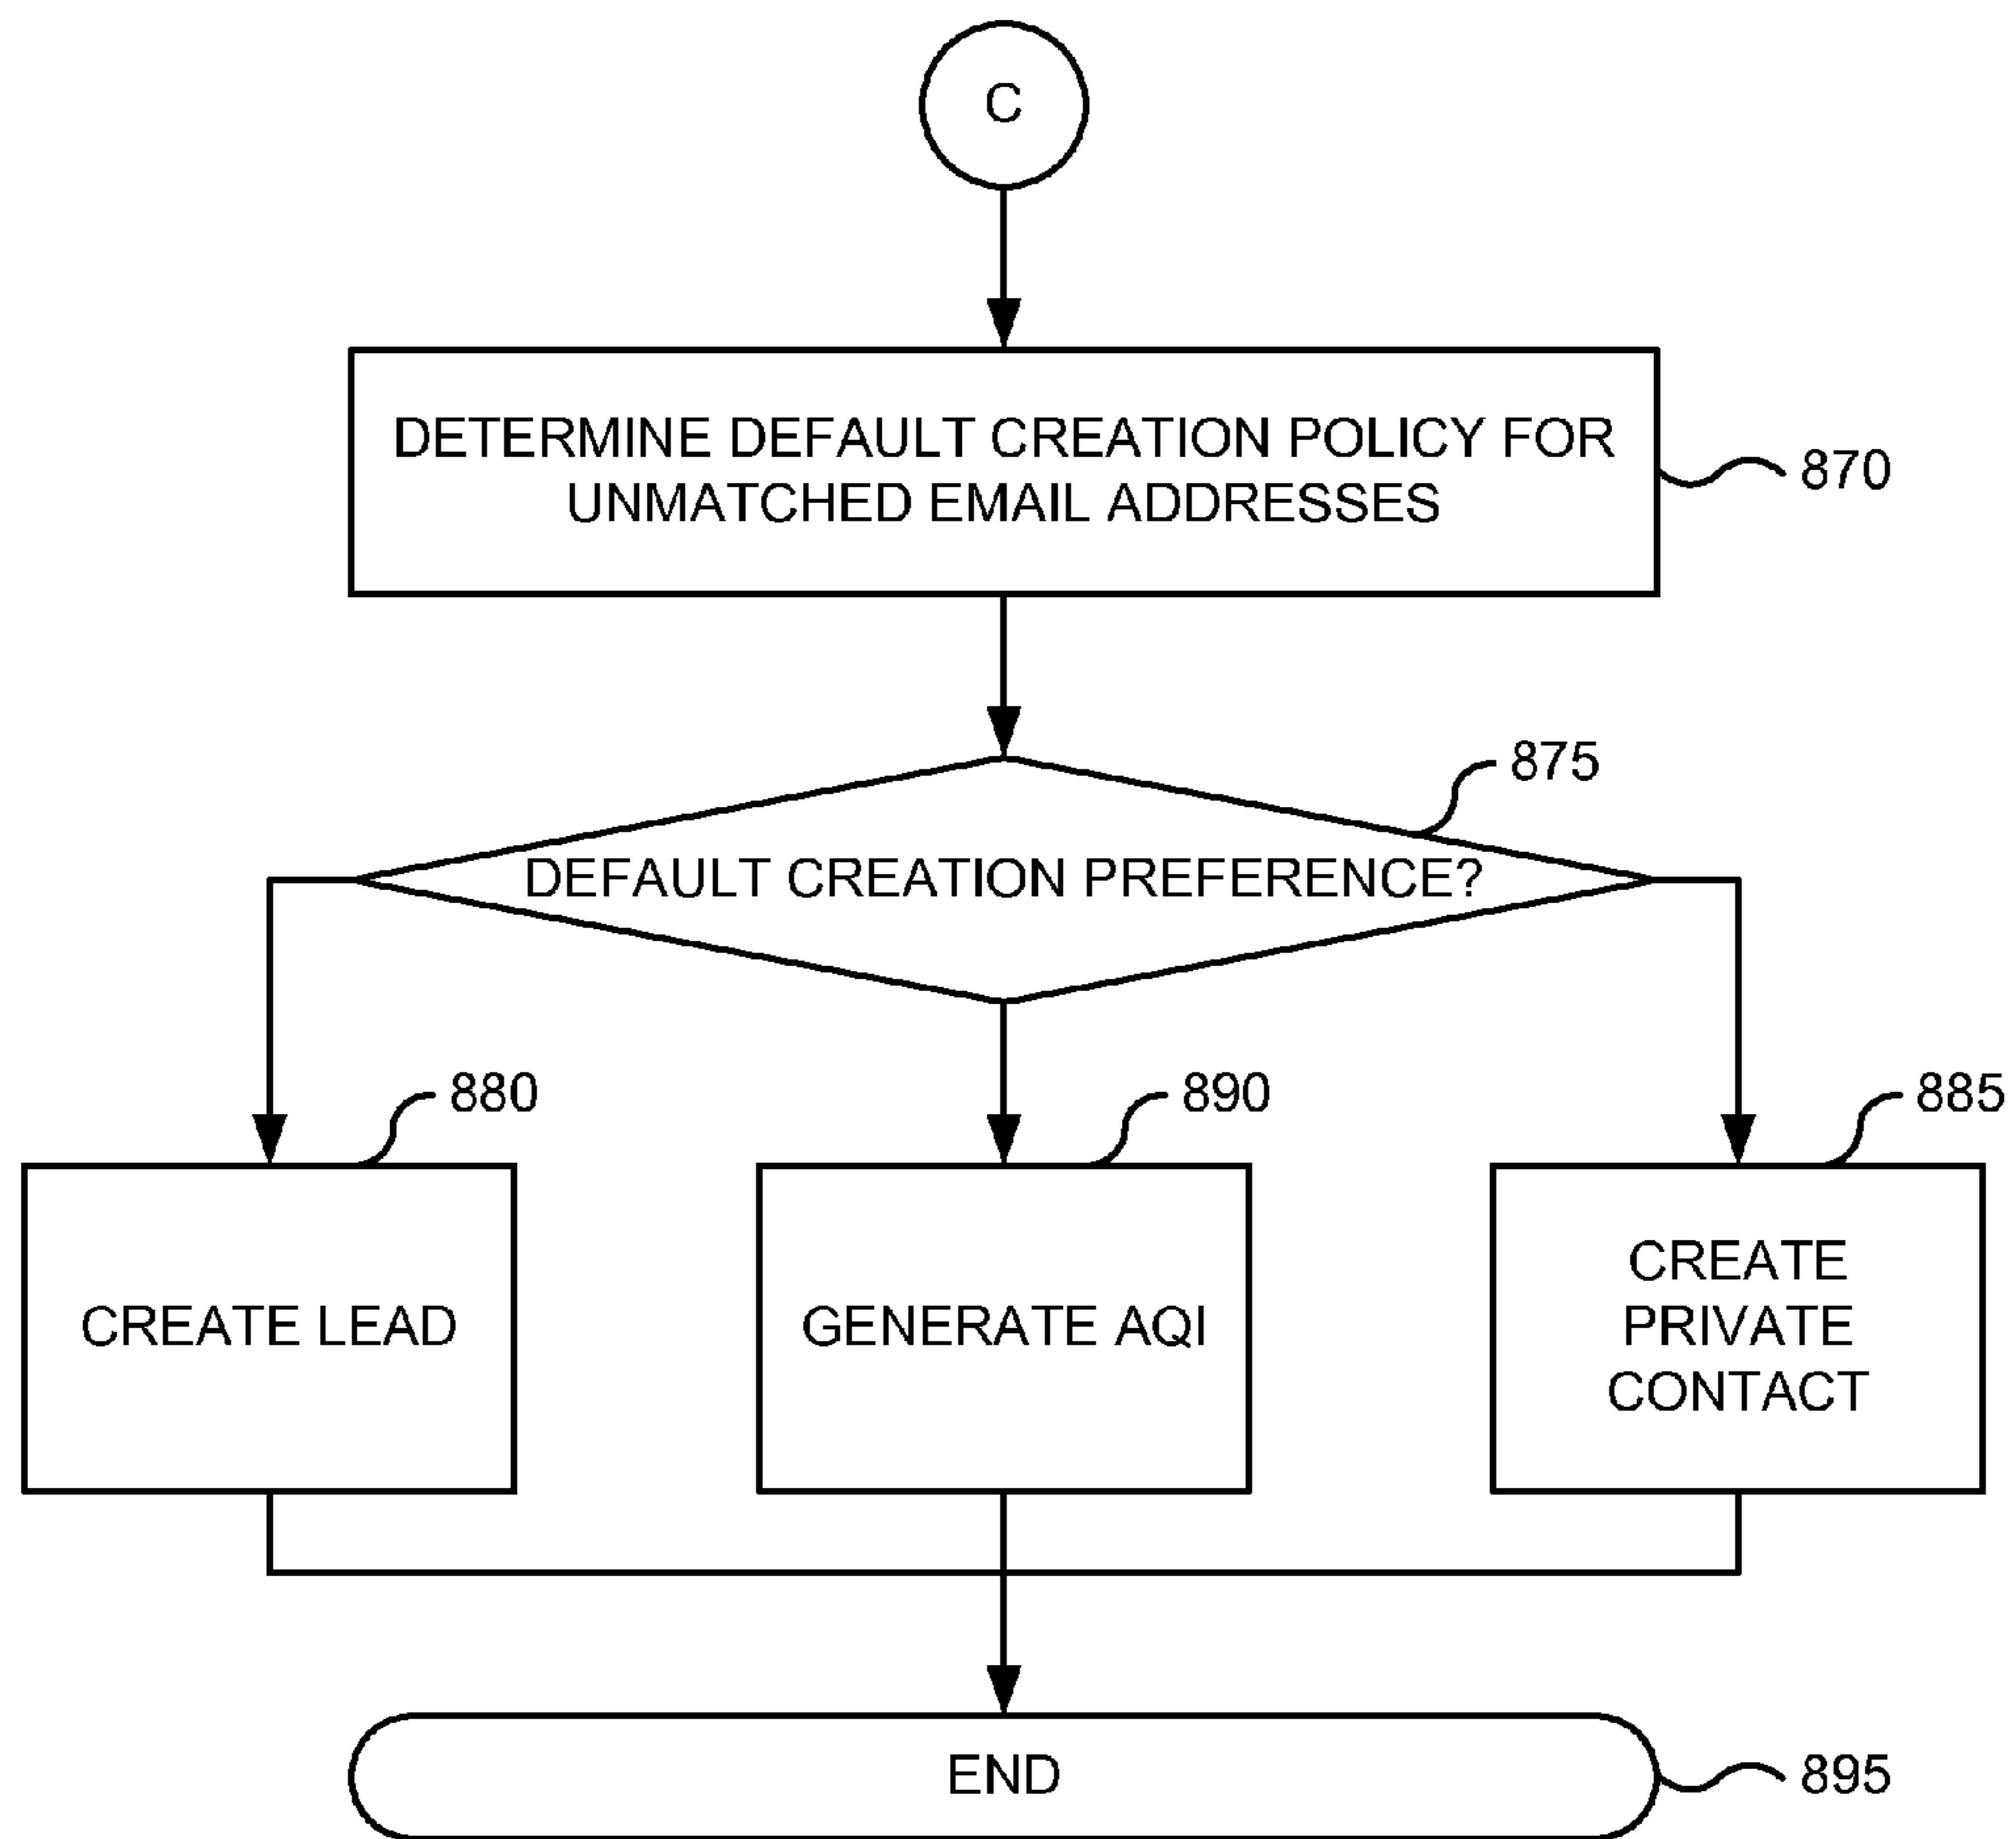 C
DETERMINE DEFAULT CREATION POLICY FOR
UNMATCHED EMAIL ADDRESSES
870
875
DEFAULT CREATION PREFERENCE?
880
890
885
CREATE LEAD
GENERATE AQI
CREATE
PRIVATE
CONTACT
END
895